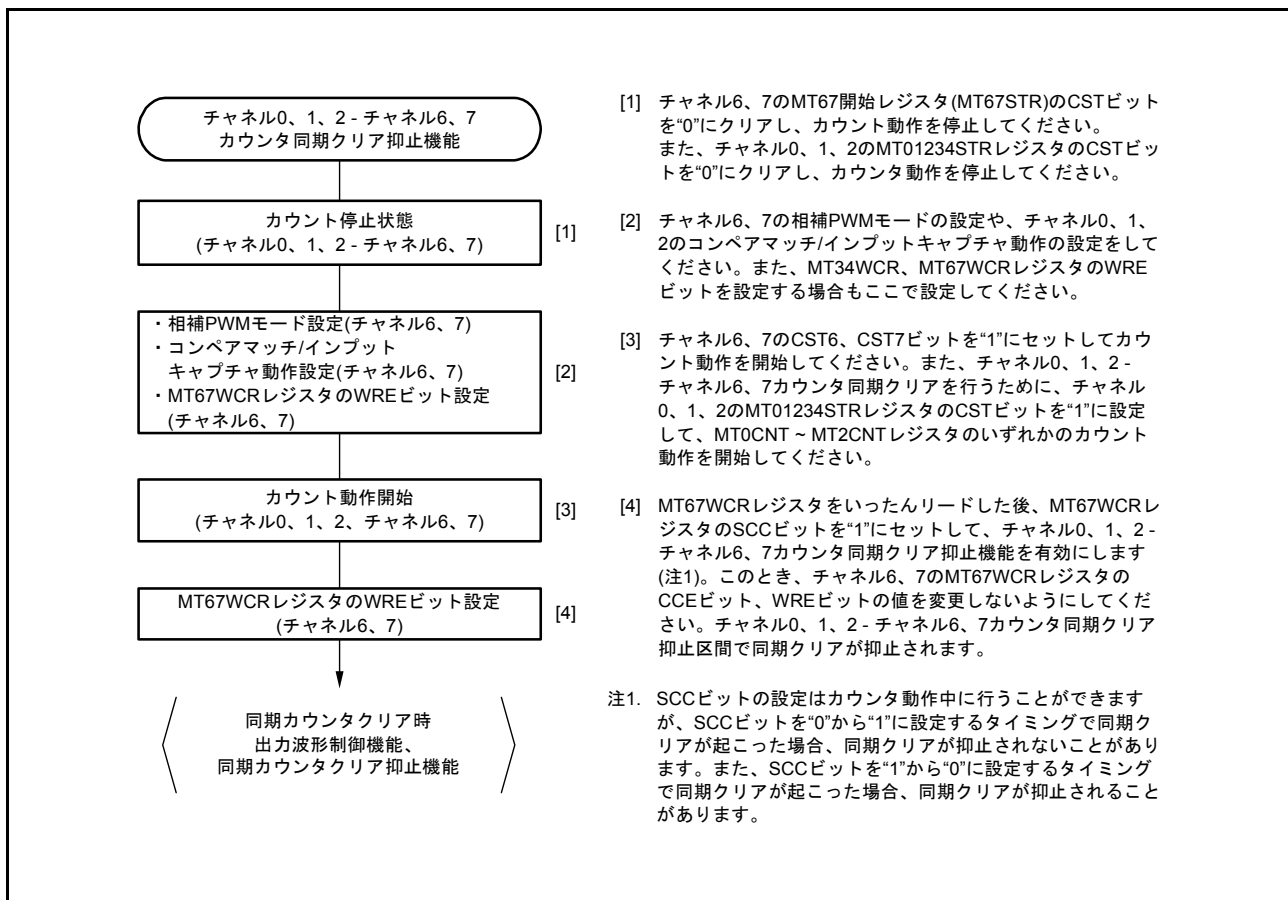 チャネル0、1、2 - チャネル6、7
カウンタ同期クリア抑止機能
カウント停止状態
(チャネル0、1、2 - チャネル6、7)
[1]
・相補PWMモード設定(チャネル6、7)
・コンペアマッチ/インプット
キャプチャ動作設定(チャネル6、7)
・MT67WCRレジスタのWREビット設定
(チャネル6、7)
[2]
カウント動作開始
(チャネル0、1、2、チャネル6、7)
[3]
MT67WCRレジスタのWREビット設定
(チャネル6、7)
[4]
同期カウンタクリア時
出力波形制御機能、
同期カウンタクリア抑止機能
[1] チャネル6、7のMT67開始レジスタ(MT67STR)のCSTビット
を“0”にクリアし、カウント動作を停止してください。
また、チャネル0、1、2のMT01234STRレジスタのCSTビッ
トを“0”にクリアし、カウンタ動作を停止してください。
[2] チャネル6、7の相補PWMモードの設定や、チャネル0、1、
2のコンペアマッチ/インプットキャプチャ動作の設定をして
ください。また、MT34WCR、MT67WCRレジスタのWRE
ビットを設定する場合もここで設定してください。
[3] チャネル6、7のCST6、CST7ビットを“1”にセットしてカウ
ント動作を開始してください。また、チャネル0、1、2 -
チャネル6、7カウンタ同期クリアを行うために、チャネル
0、1、2のMT01234STRレジスタのCSTビットを“1”に設定
して、MT0CNT ~ MT2CNTレジスタのいずれかのカウント
動作を開始してください。
[4] MT67WCRレジスタをいったんリードした後、MT67WCRレ
ジスタのSCCビットを“1”にセットして、チャネル0、1、2 -
チャネル6、7カウンタ同期クリア抑止機能を有効にします
(注1)。このとき、チャネル6、7のMT67WCRレジスタの
CCEビット、WREビットの値を変更しないようにしてくだ
さい。チャネル0、1、2 - チャネル6、7カウンタ同期クリア
抑止区間で同期クリアが抑止されます。
注1. SCCビットの設定はカウンタ動作中に行うことができます
が、SCCビットを“0”から“1”に設定するタイミングで同期ク
リアが起こった場合、同期クリアが抑止されないことがあり
ます。また、SCCビットを“1”から“0”に設定するタイミング
で同期クリアが起こった場合、同期クリアが抑止されること
があります。